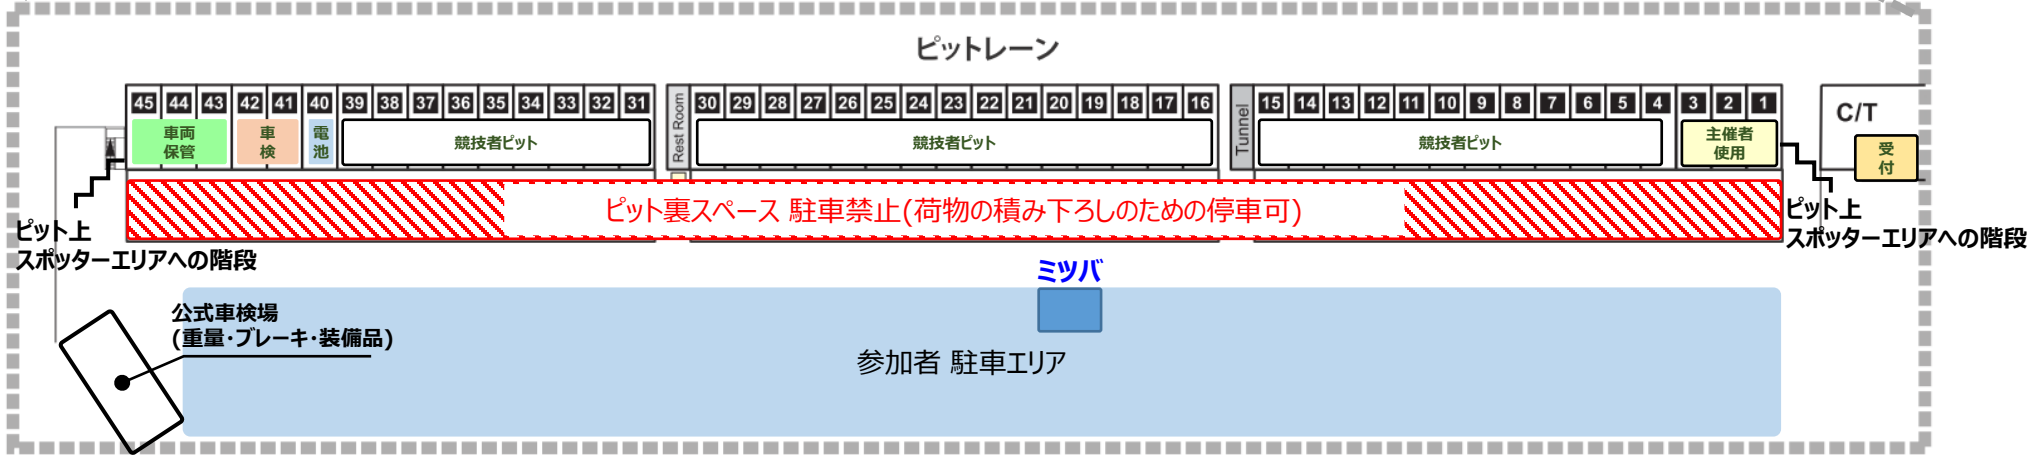 ピットレーン
45 44 43 42 41 40 39 38 37 36 35 34 33 32 31
Rest Room
30 29 28 27 26 25 24 23 22 21 20 19 18 17 16
Tunnel
15 14 13 12 11 10 9 8 7 6 5 4 3 2 1
C/T
車両
保管
車
検
電
池
競技者ピット
競技者ピット
競技者ピット
主催者
使用
受
付
ピット裏スペース 駐車禁止(荷物の積み下ろしのための停車可)
ピット上
スポッターエリアへの階段
ピット上
スポッターエリアへの階段
ミツバ
公式車検場
(重量・ブレーキ・装備品)
参加者 駐車エリア